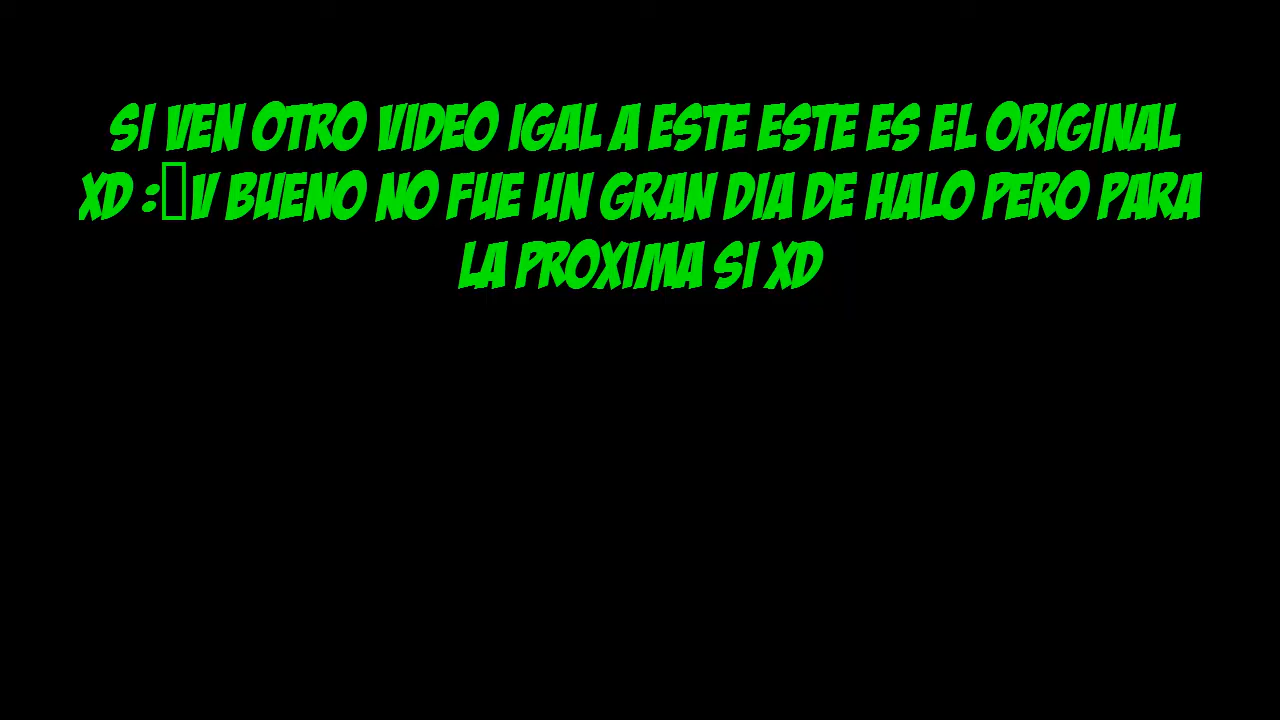 SI VEN OTRO VIDEO IGAL A ESTE ESTE ES EL ORIGINAL
XD :▯V BUENO NO FUE UN GRAN DIA DE HALO PERO PARA
LA PROXIMA SI XD